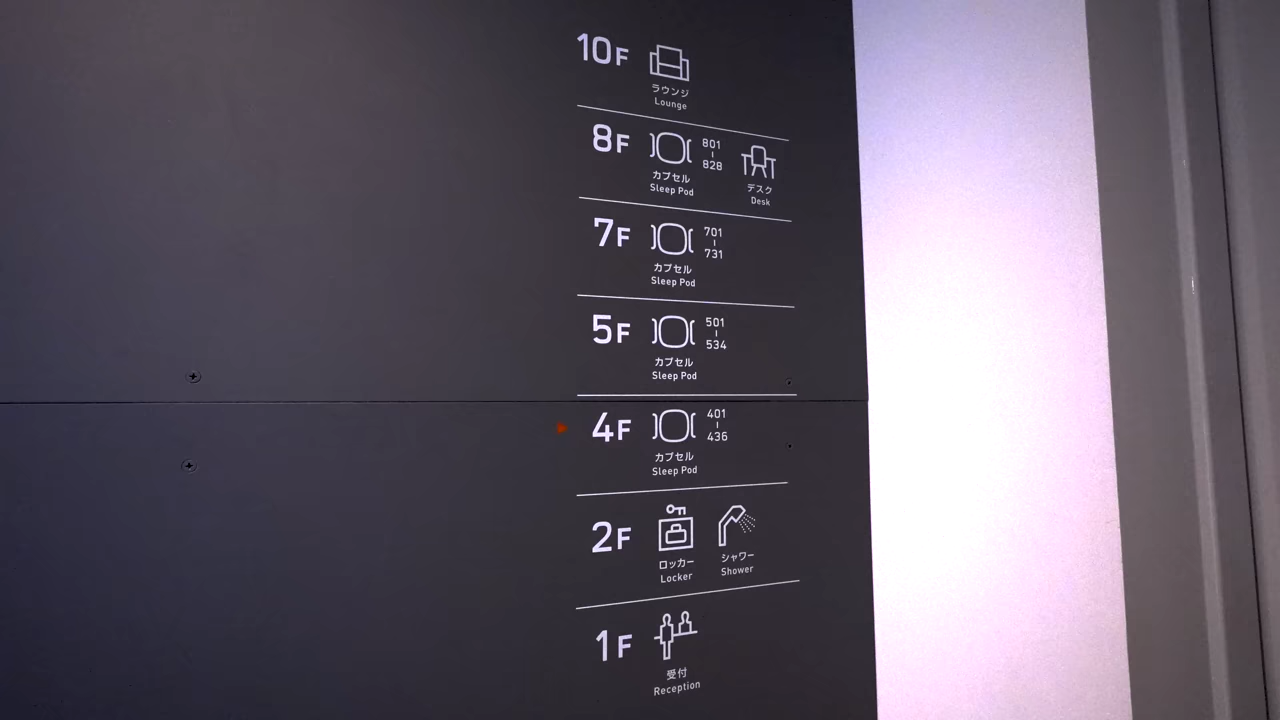 10F
ラウンジ
Lounge
8F
801
828
カプセル
Sleep Pod
デスク
Desk
7F
701
731
カプセル
Sleep Pod
5F
501
534
カプセル
Sleep Pod
4F
401
436
カプセル
Sleep Pod
2F
ロッカー
Locker
シャワー
Shower
1F
受付
Reception